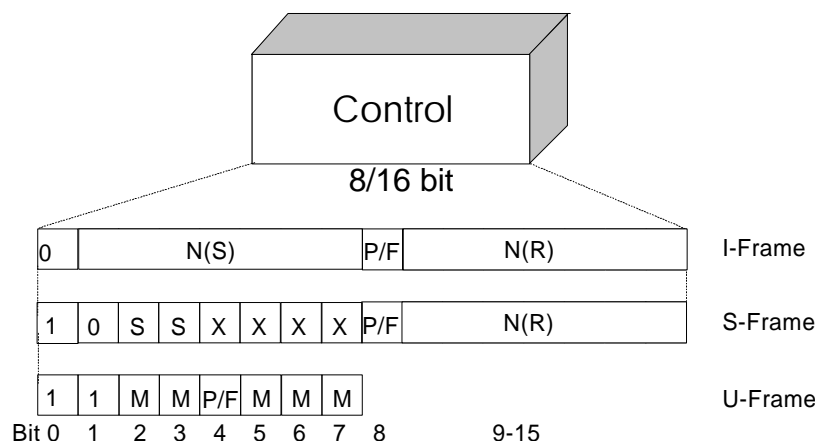 Control
8/16 bit
0 N(S) P/F N(R) I-Frame
1 0 S S X X X X P/F N(R) S-Frame
1 1 M M P/F M M M U-Frame
Bit 0 1 2 3 4 5 6 7 8 9-15